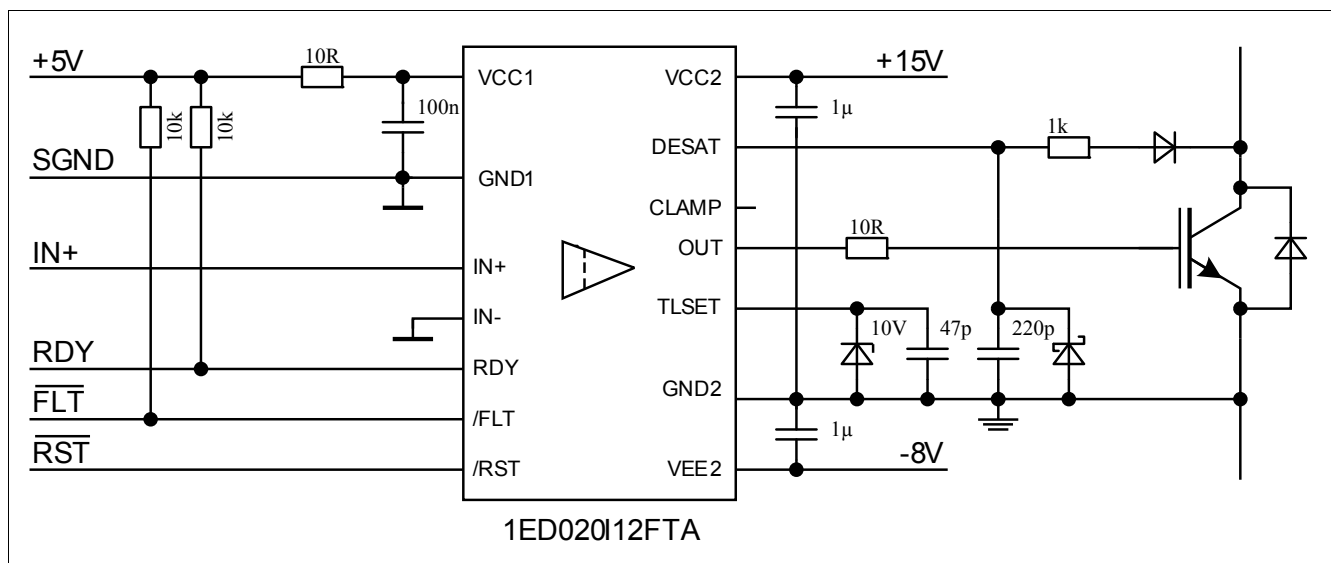 +5V
10R
VCC1
VCC2
+15V
10k
10k
100n
1µ
1k
DESAT
SGND
GND1
CLAMP
10R
OUT
IN+
IN+
TLSET
IN-
10V
47p
220p
RDY
RDY
GND2
FLT
/FLT
1µ
RST
/RST
VEE2
-8V
1ED020I12FTA